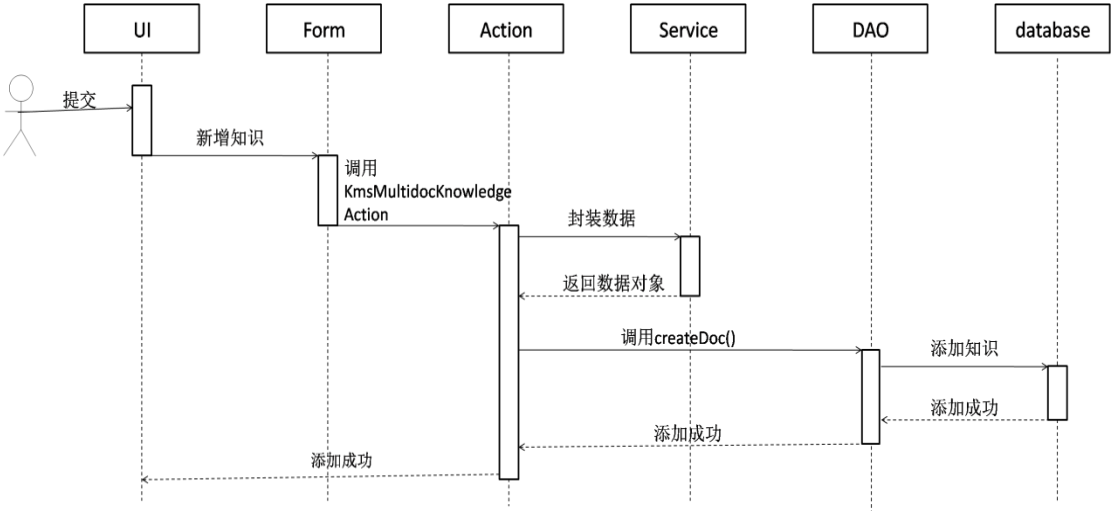 UI
Form
Action
Service
DAO
database
提交
新增知识
调用
KmsMultidocKnowledge
Action
封装数据
返回数据对象
调用createDoc()
添加知识
添加成功
添加成功
添加成功